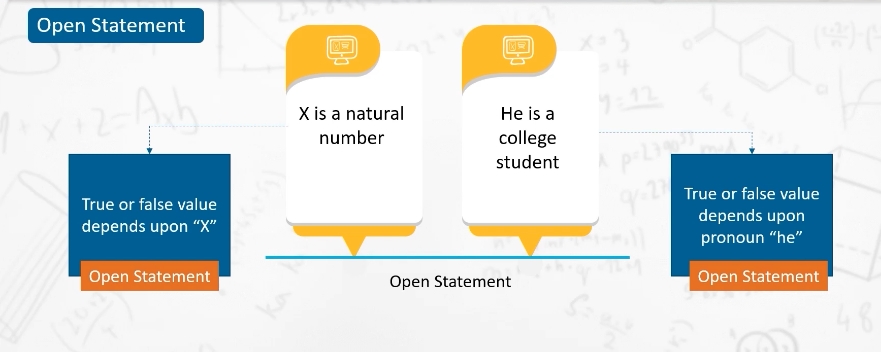 Open Statement
X is a natural
number
He is a
college
student
True or false value
depends upon “X”
Open Statement
True or false value
depends upon
pronoun “he”
Open Statement
Open Statement